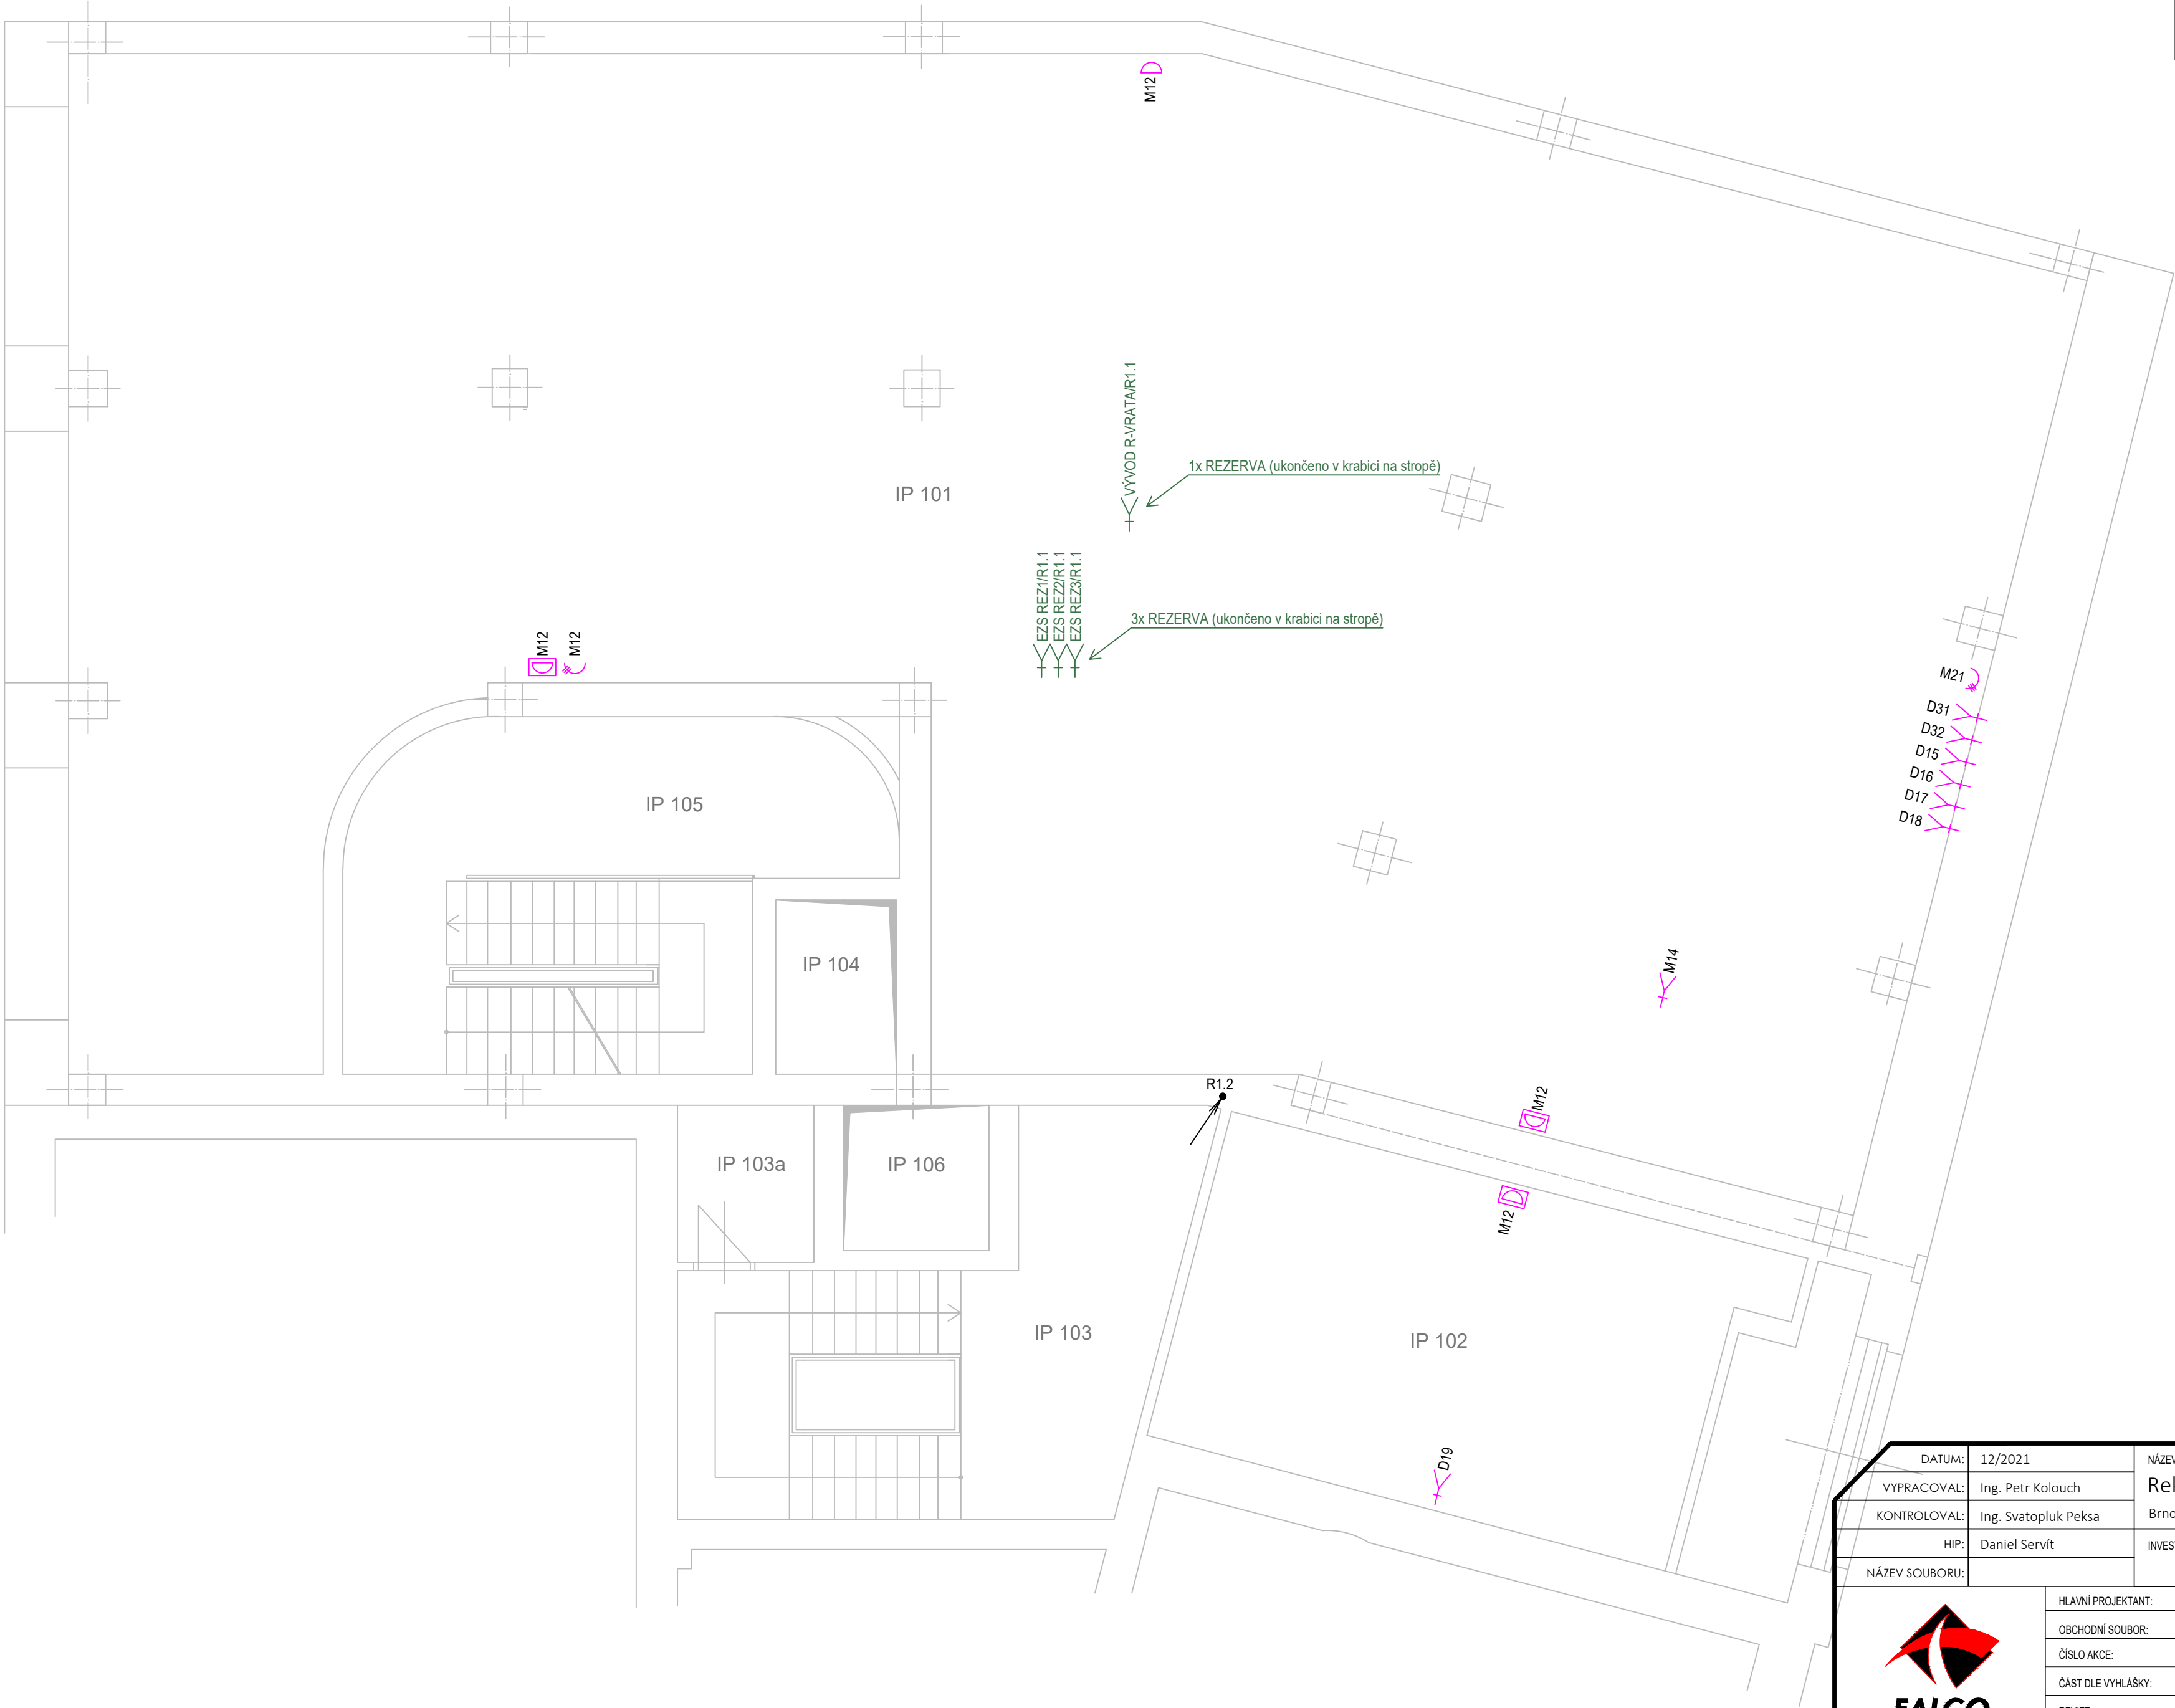 M12
VÝVOD R-VRATA/R1.1
1x REZERVA (ukončeno v krabici na stropě)
IP 101
EZS REZ1/R1.1
EZS REZ2/R1.1
EZS REZ3/R1.1
3x REZERVA (ukončeno v krabici na stropě)
M12
M12
M21
D31
D32
D15
D16
D17
D18
IP 105
IP 104
M14
R1.2
M12
IP 103a
IP 106
M12
IP 103
IP 102
D19
DATUM: 12/2021
VYPRACOVAL: Ing. Petr Kolouch
KONTROLOVAL: Ing. Svatopluk Peksa
Brno
HIP: Daniel Servít
NÁZEV SOUBORU:
HLAVNÍ PROJEKTANT:
OBCHODNÍ SOUBOR:
ČÍSLO AKCE:
ČÁST DLE VYHLÁŠKY:
FALCO